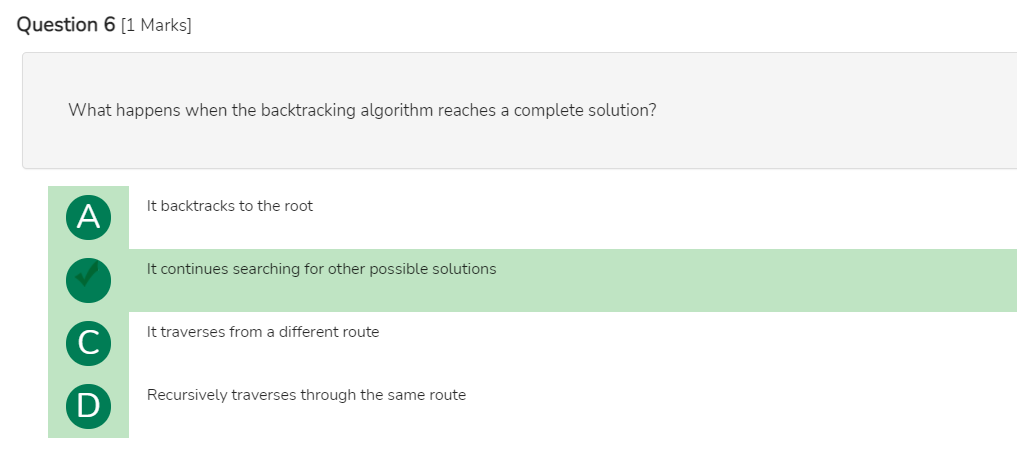 Question 6 [1 Marks]
What happens when the backtracking algorithm reaches a complete solution?
A It backtracks to the root
It continues searching for other possible solutions
C It traverses from a different route
D Recursively traverses through the same route